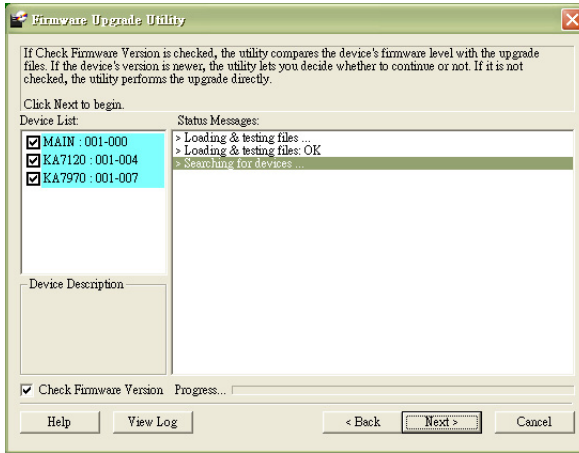 Firmware Upgrade Utility
If Check Firmware Version is checked, the utility compares the device's firmware level with the upgrade
files. If the device's version is newer, the utility lets you decide whether to continue or not. If it is not
checked, the utility performs the upgrade directly.
Click Next to begin.
Device List:
MAIN : 001-000
KA7120 : 001-004
KA7970 : 001-007
Status Messages:
> Loading & testing files ...
> Loading & testing files: OK
> Searching for devices ...
Device Description
Check Firmware Version Progress...
Help View Log < Back Next > Cancel